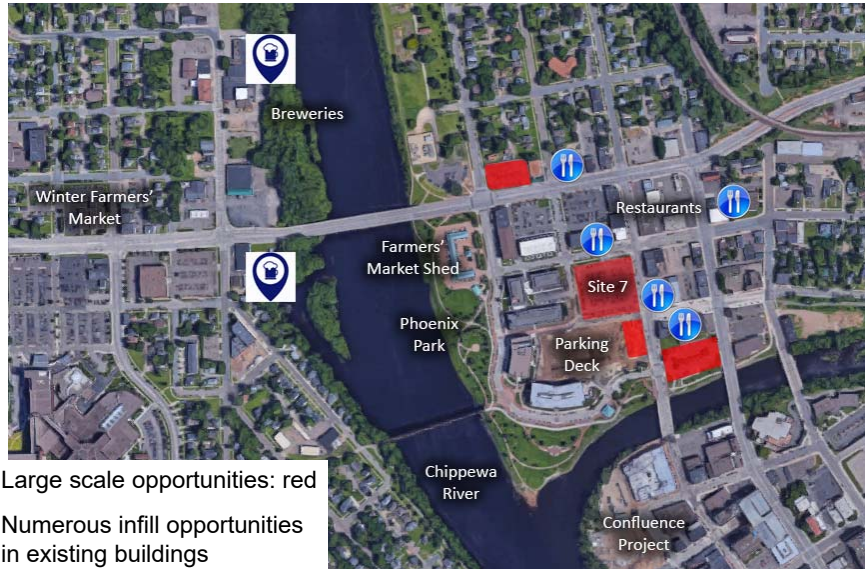 Breweries
Winter Farmers'
Market
Restaurants
Farmers'
Market Shed
Site 7
Phoenix
Park
Parking
Deck
Chippewa
River
Large scale opportunities: red
Numerous infill opportunities
in existing buildings
Confluence
Project